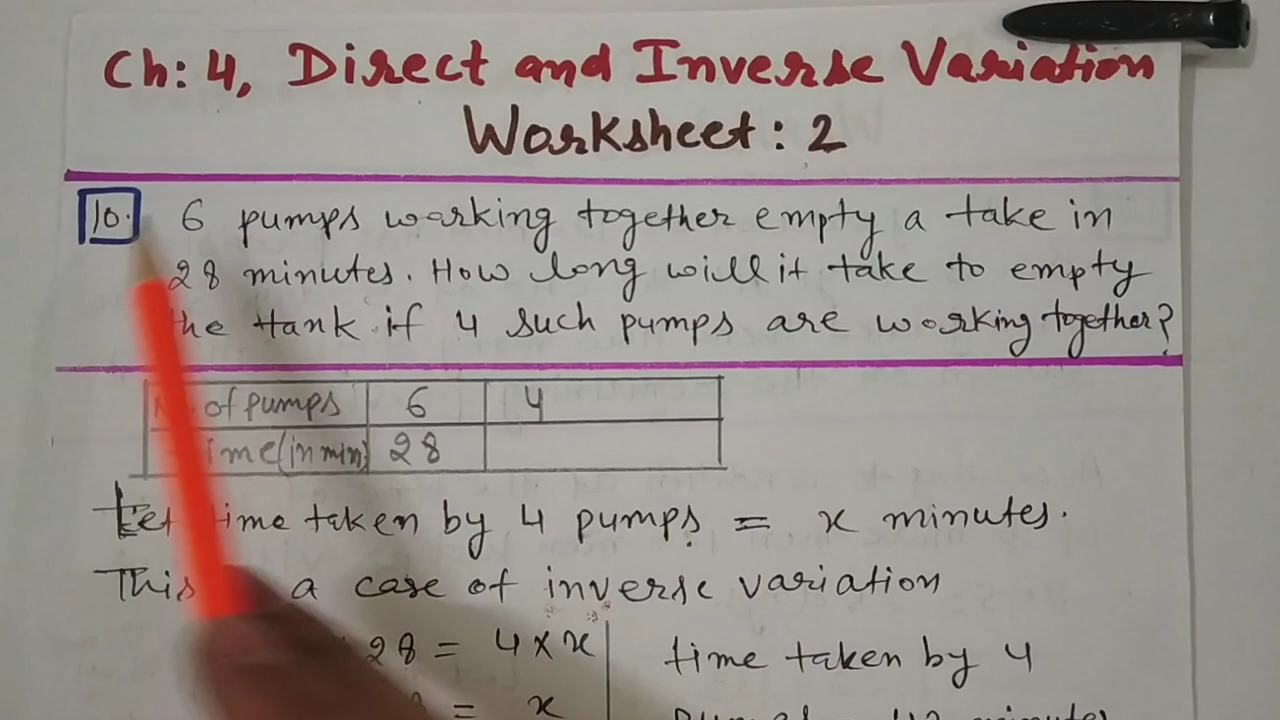 Ch: 4, Direct and Inverse Variation
Worksheet: 2
10. 6 pumps working together empty a take in
28 minutes. How long will it take to empty
the tank if 4 such pumps are working together?
of pumps 6 4
(in min) 28
Let time taken by 4 pumps = x minutes.
This a case of inverse variation
28 = 4 × x
time taken by 4
= x